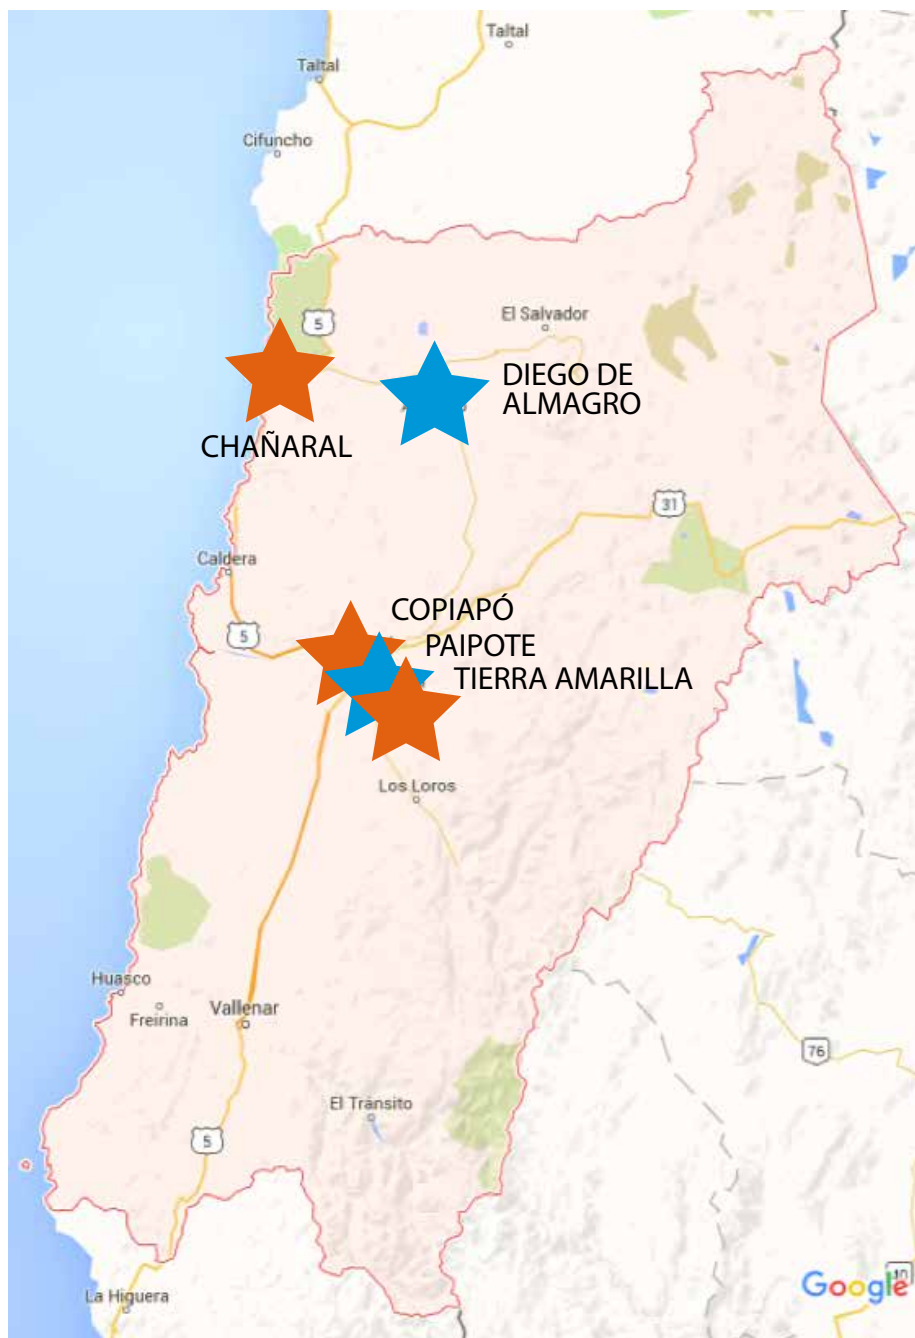 Taltal
Taltal
Cifuncho
5
El Salvador
DIEGO DE
ALMAGRO
CHAÑARAL
31
Caldera
COPIAPÓ
5
PAIPOTE
TIERRA AMARILLA
Los Loros
Huasco
Freirina
Vallenar
76
El Tránsito
5
La Higuera
Google